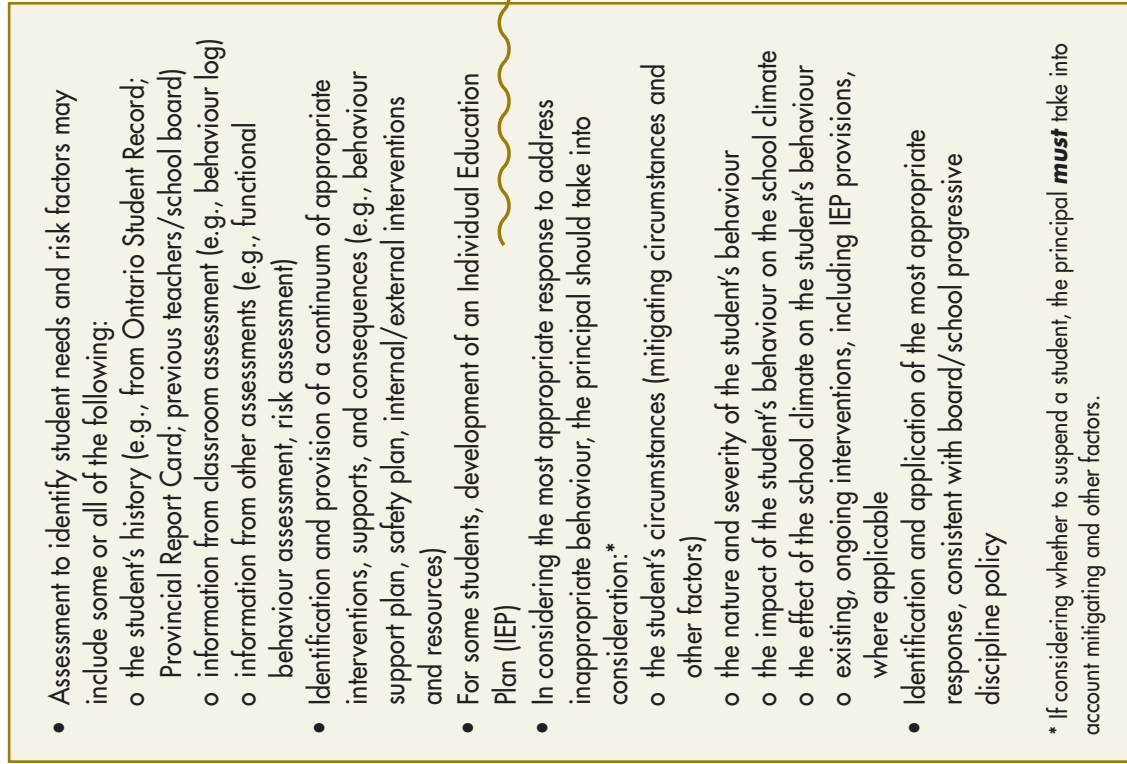 • Assessment to identify student needs and risk factors may
include some or all of the following:
o the student's history (e.g., from Ontario Student Record;
Provincial Report Card; previous teachers/school board)
o information from classroom assessment (e.g., behaviour log)
o information from other assessments (e.g., functional
behaviour assessment, risk assessment)
• Identification and provision of a continuum of appropriate
interventions, supports, and consequences (e.g., behaviour
support plan, safety plan, internal/external interventions
and resources)
• For some students, development of an Individual Education
Plan (IEP)
• In considering the most appropriate response to address
inappropriate behaviour, the principal should take into
consideration:*
o the student's circumstances (mitigating circumstances and
other factors)
o the nature and severity of the student's behaviour
o the impact of the student's behaviour on the school climate
o the effect of the school climate on the student's behaviour
o existing, ongoing interventions, including IEP provisions,
where applicable
• Identification and application of the most appropriate
response, consistent with board/school progressive
discipline policy
* If considering whether to suspend a student, the principal must take into
account mitigating and other factors.